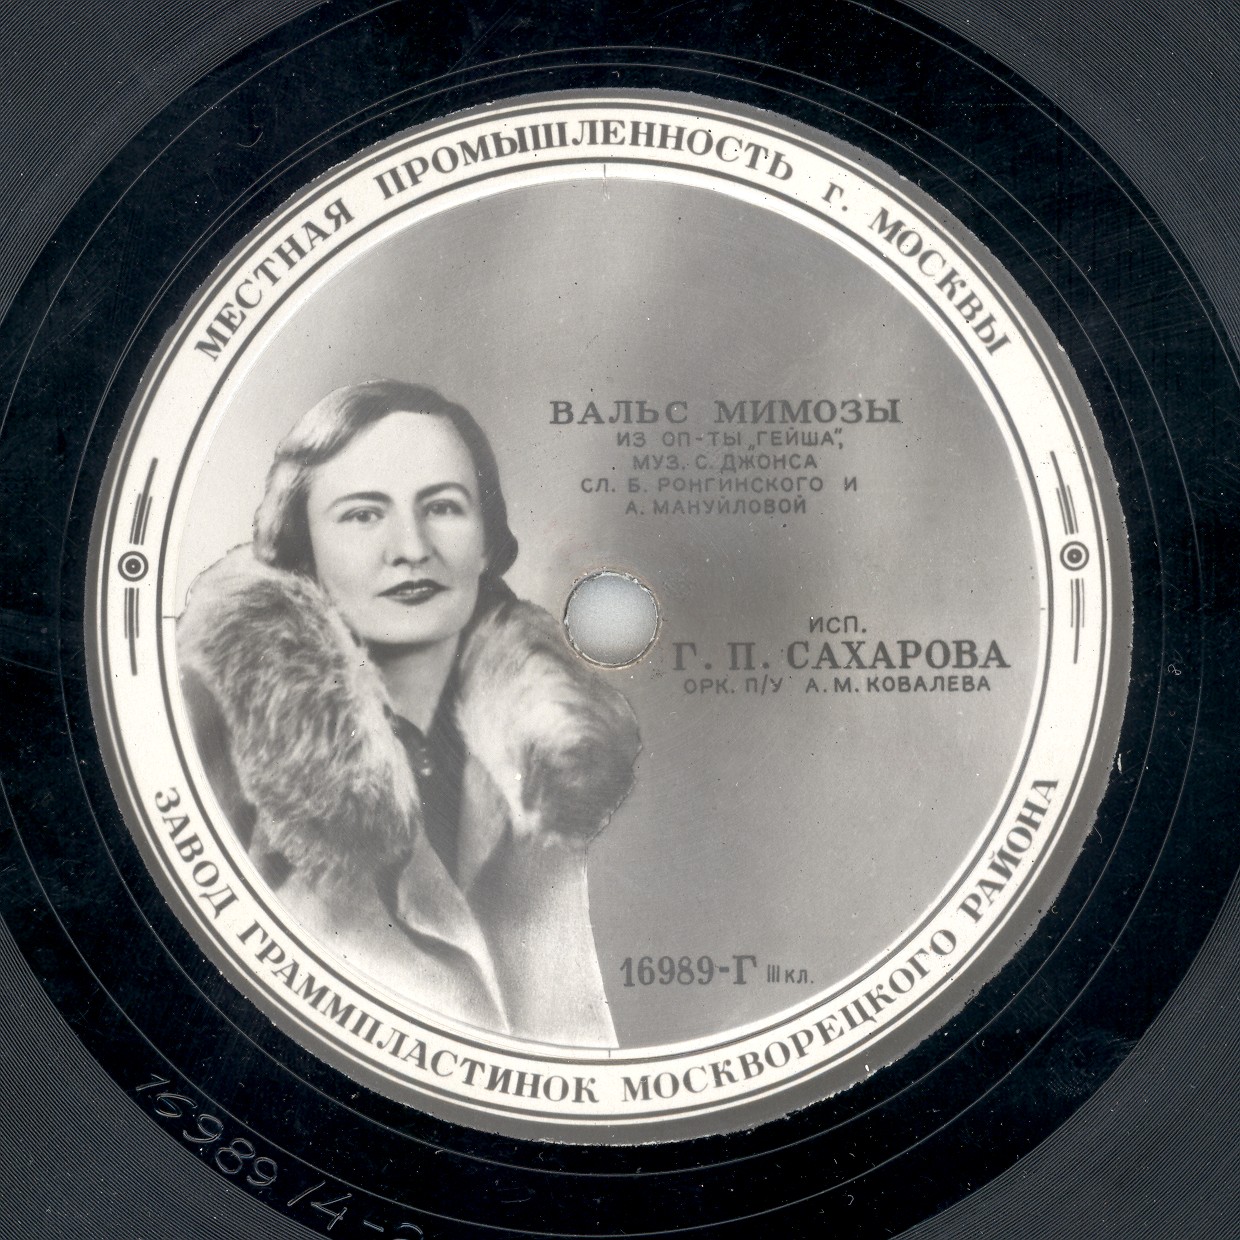 МЕСТНАЯ ПРОМЫШЛЕННОСТЬ г. МОСКВЫ
ВАЛЬС МИМОЗЫ
ИЗ ОП-ТЫ „ГЕЙША",
МУЗ. С. ДЖОНСА
СЛ. Б. РОНГИНСКОГО И
А. МАНУЙЛОВОЙ
ИСП.
Г. П. САХАРОВА
ОРК. П/У А. М. КОВАЛЕВА
16989-Г III кл.
ЗАВОД ГРАММПЛАСТИНОК МОСКВОРЕЦКОГО РАЙОНА